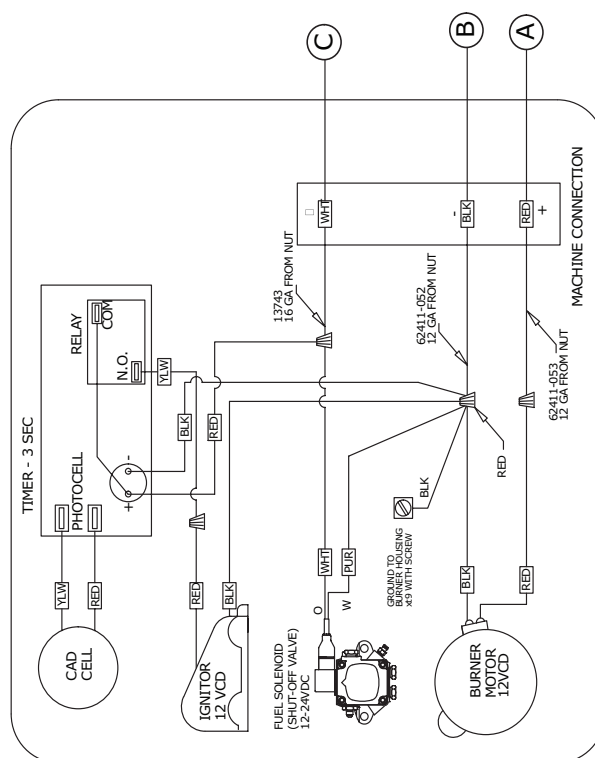 C
B
A
WHT
-
BLK
RED
+
MACHINE CONNECTION
TIMER - 3 SEC
RELAY
COM
N.O.
PHOTOCELL
+
-
YLW
BLK
RED
13743
16 GA FROM NUT
62411-052
12 GA FROM NUT
62411-053
12 GA FROM NUT
RED
YLW
RED
CAD
CELL
RED
BLK
IGNITOR
12 VCD
WHT
PUR
O
W
FUEL SOLENOID
(SHUT-OFF VALVE)
12-24VDC
BLK
GROUND TO
BURNER HOUSING
x19 WITH SCREW
BLK
RED
BURNER
MOTOR
12VCD